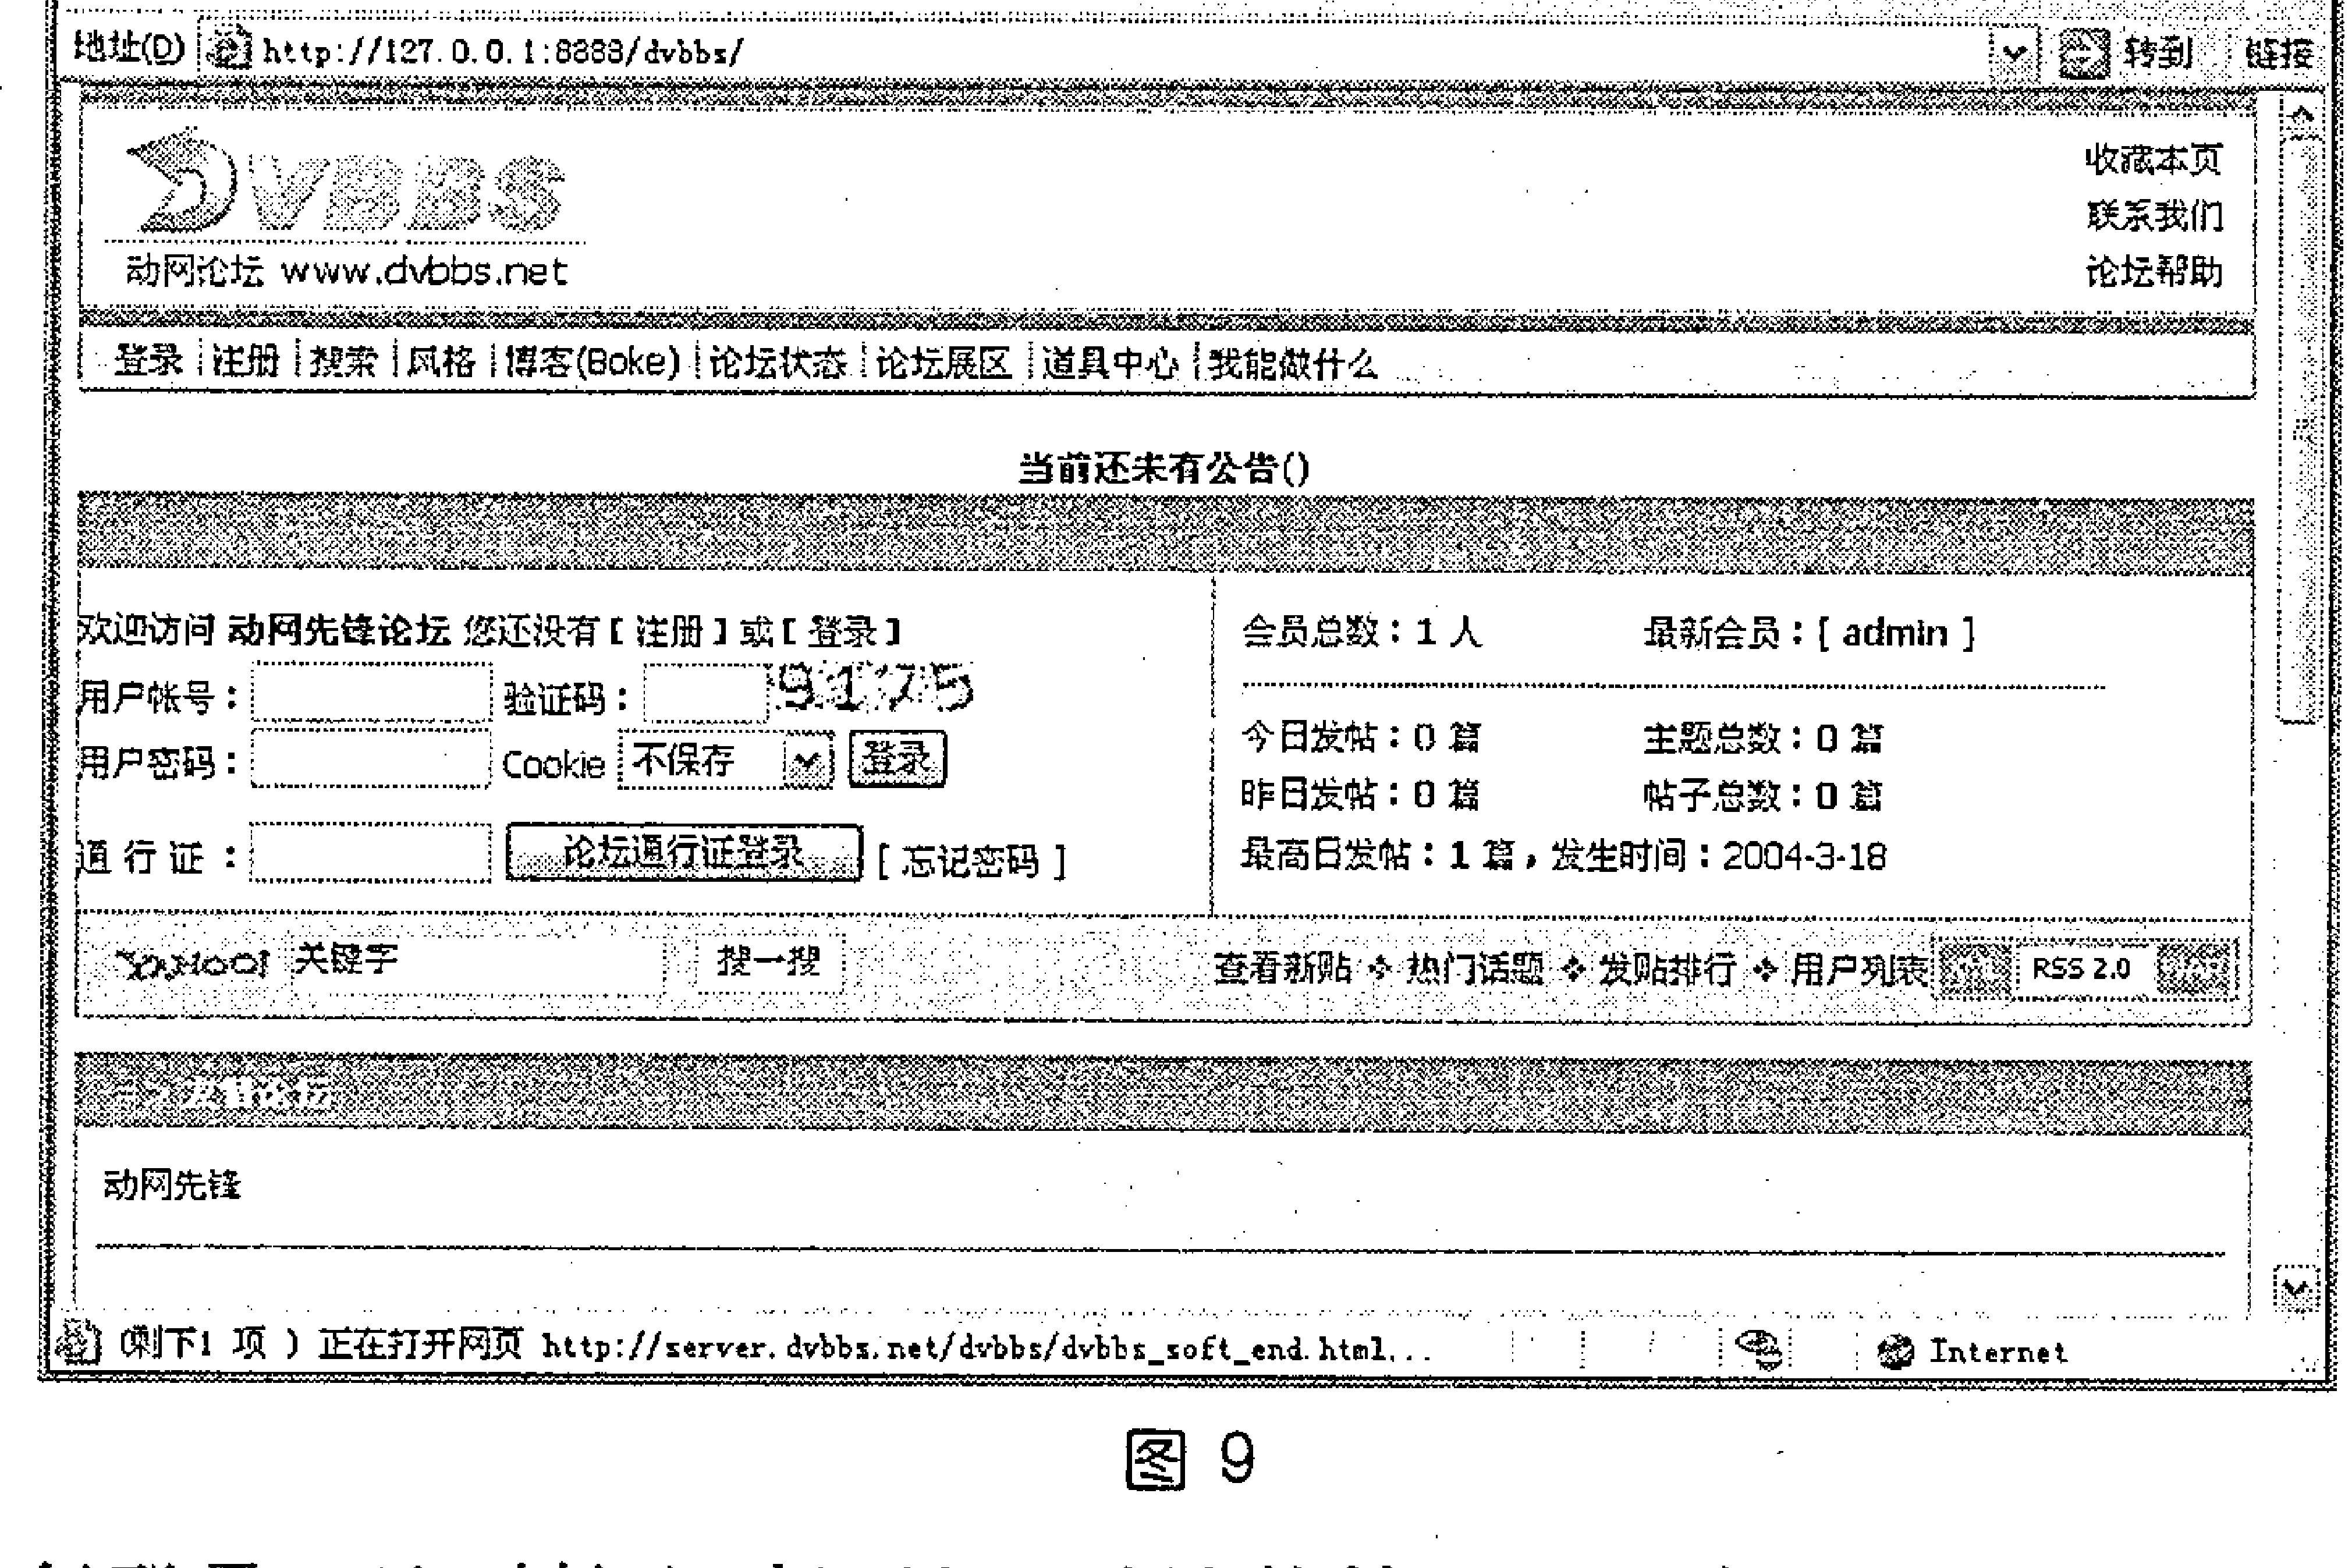 地址(D) http://127.0.0.1:8888/dvbbs/ 转到 链接
DVBBS
动网论坛 www.dvbbs.net
收藏本页
联系我们
论坛帮助
登录 注册 搜索 风格 博客(Boke) 论坛状态 论坛展区 道具中心 我能做什么
当前还未有公告()
欢迎访问 动网先锋论坛 您还没有 [ 注册 ] 或 [ 登录 ]
用户帐号： 验证码： 9175
用户密码： Cookie 不保存 登录
通 行 证 ： 论坛通行证登录 [ 忘记密码 ]
会员总数：1 人 最新会员：[ admin ]
今日发帖：0 篇 主题总数：0 篇
昨日发帖：0 篇 帖子总数：0 篇
最高日发帖：1 篇，发生时间：2004-3-18
YAHOO! 关键字 搜一搜 查看新贴 热门话题 发贴排行 用户列表 RSS 2.0
动网先锋
(剩下1 项 ) 正在打开网页 http://server.dvbbs.net/dvbbs/dvbbs_soft_end.html... Internet
图 9